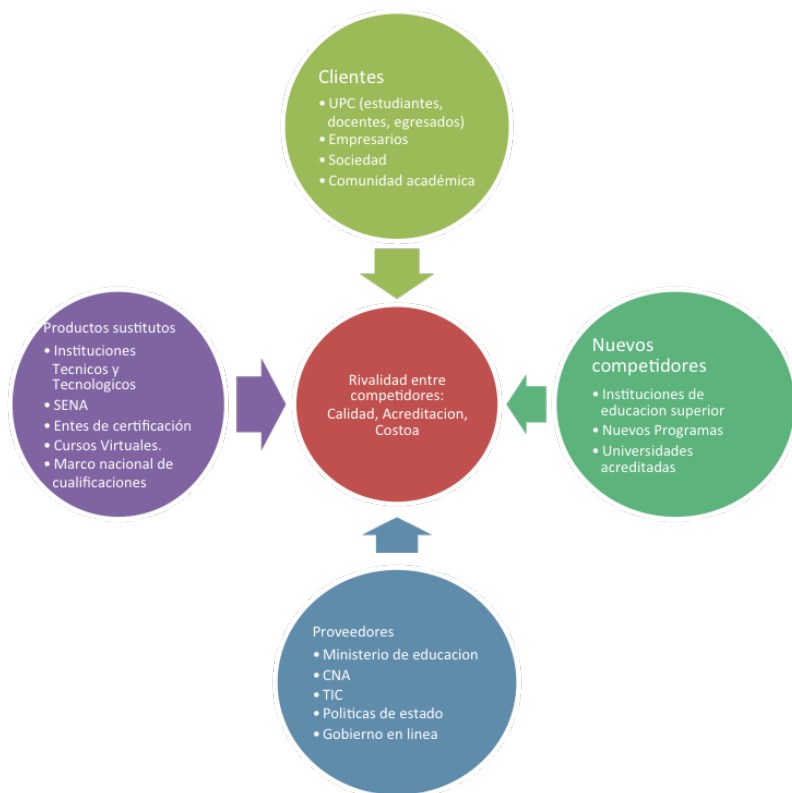 Clientes
• UPC (estudiantes,
docentes, egresados)
• Empresarios
• Sociedad
• Comunidad académica
Productos sustitutos
• Instituciones
Tecnicos y
Tecnologicos
• SENA
• Entes de certificación
• Cursos Virtuales.
• Marco nacional de
cualificaciones
Rivalidad entre
competidores:
Calidad, Acreditacion,
Costoa
Nuevos
competidores
• Instituciones de
educacion superior
• Nuevos Programas
• Universidades
acreditadas
Proveedores
• Ministerio de educacion
• CNA
• TIC
• Politicas de estado
• Gobierno en linea